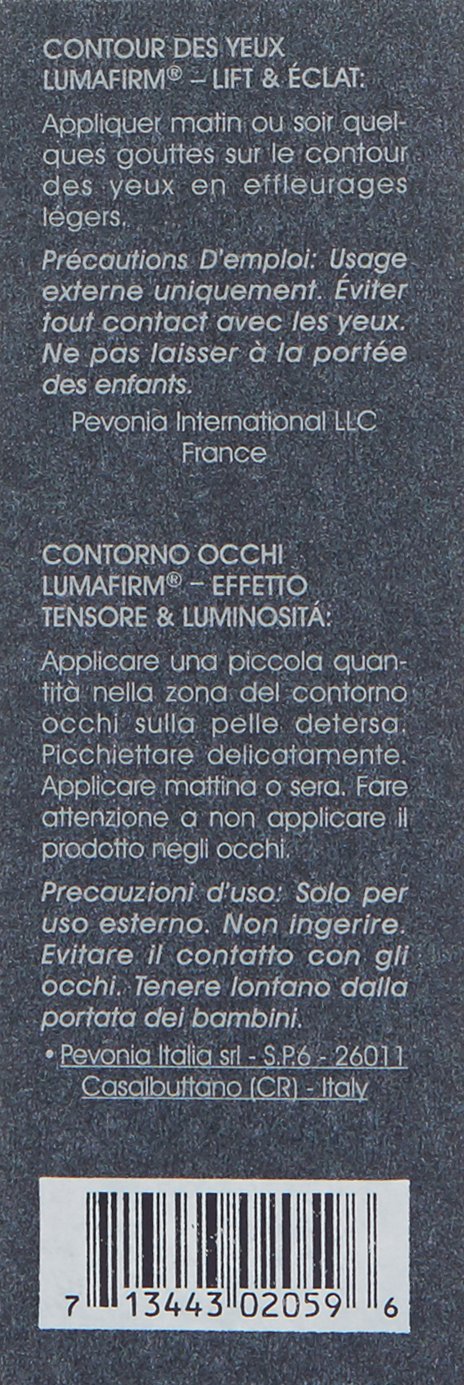 CONTOUR DES YEUX
LUMAFIRM® – LIFT & ÉCLAT:
Appliquer matin ou soir quel-
ques gouttes sur le contour
des yeux en effleurages
légers.
Précautions D'emploi: Usage
externe uniquement. Éviter
tout contact avec les yeux.
Ne pas laisser à la portée
des enfants.
Pevonia International LLC
France
CONTORNO OCCHI
LUMAFIRM® – EFFETTO
TENSORE & LUMINOSITÁ:
Applicare una piccola quan-
tità nella zona del contorno
occhi sulla pelle detersa.
Picchiettare delicatamente.
Applicare mattina o sera. Fare
attenzione a non applicare il
prodotto negli occhi.
Precauzioni d'uso: Solo per
uso esterno. Non ingerire.
Evitare il contatto con gli
occhi. Tenere lontano dalla
portata dei bambini.
• Pevonia Italia srl - S.P.6 - 26011
Casalbuttano (CR) - Italy
7 13443 02059 6